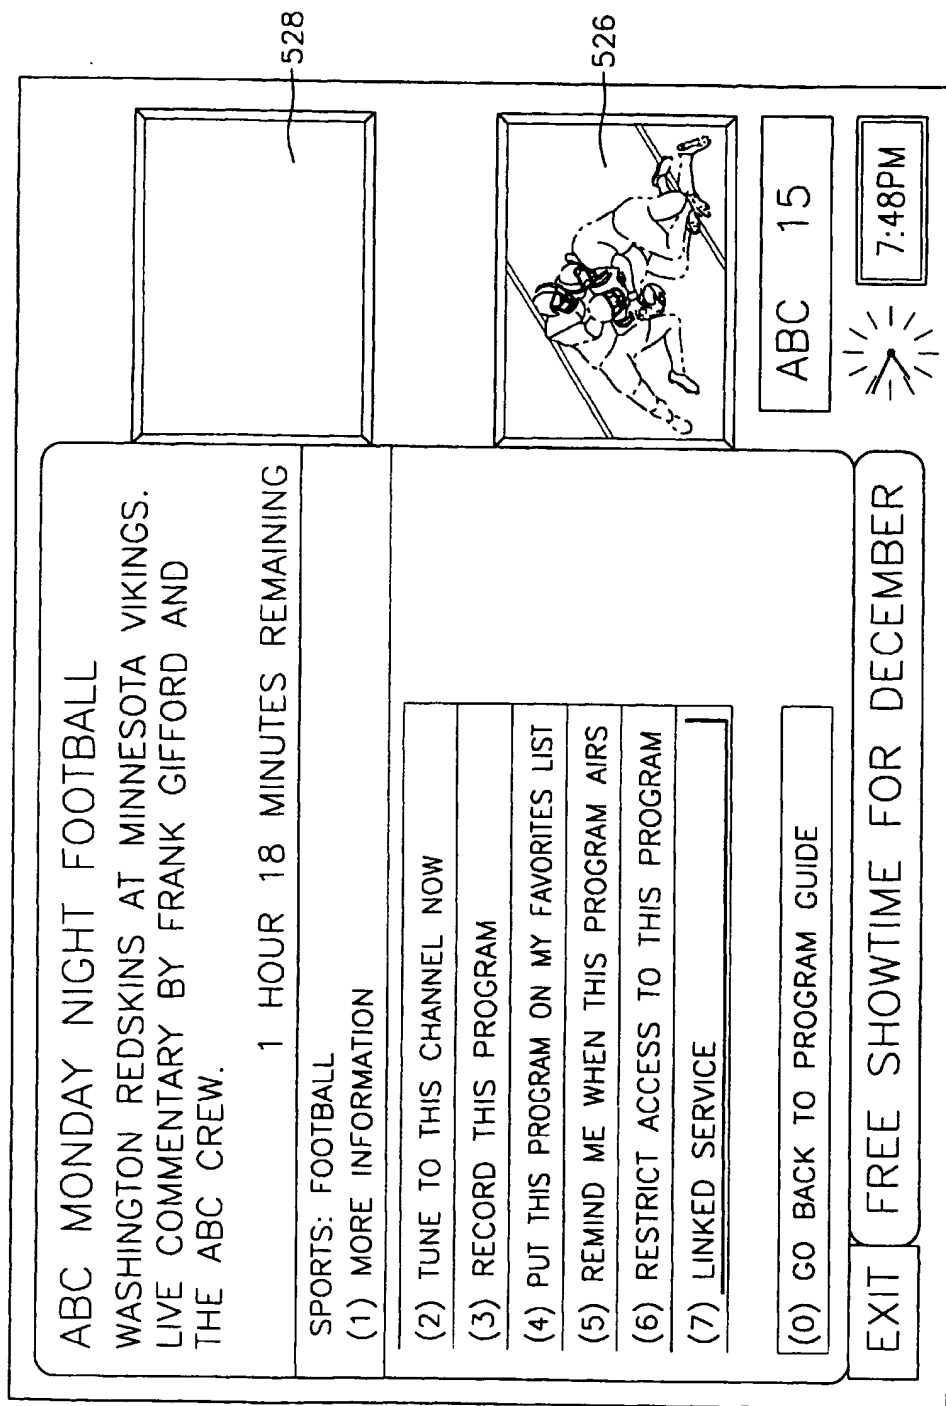 ABC MONDAY NIGHT FOOTBALL
WASHINGTON REDSKINS AT MINNESOTA VIKINGS.
LIVE COMMENTARY BY FRANK GIFFORD AND
THE ABC CREW.
1 HOUR 18 MINUTES REMAINING
SPORTS: FOOTBALL
(1) MORE INFORMATION
(2) TUNE TO THIS CHANNEL NOW
(3) RECORD THIS PROGRAM
(4) PUT THIS PROGRAM ON MY FAVORITES LIST
(5) REMIND ME WHEN THIS PROGRAM AIRS
(6) RESTRICT ACCESS TO THIS PROGRAM
(7) LINKED SERVICE
(0) GO BACK TO PROGRAM GUIDE
EXIT
FREE SHOWTIME FOR DECEMBER
528
526
ABC 15
7:48PM